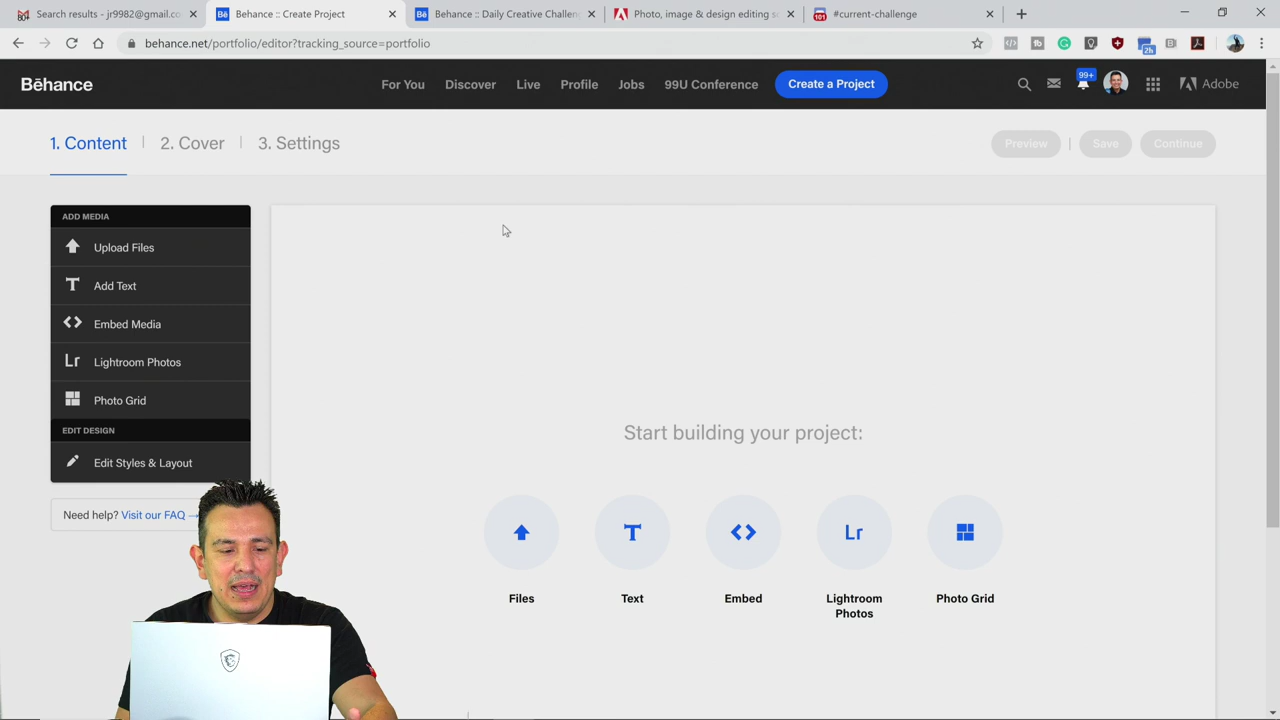 Search results - jr9982@gmail.co
Behance :: Create Project
Behance :: Daily Creative Challen
Photo, image & design editing so
#current-challenge
behance.net/portfolio/editor?tracking_source=portfolio
2h
Bēhance
For You
Discover
Live
Profile
Jobs
99U Conference
Create a Project
99+
Adobe
1. Content
2. Cover
3. Settings
Preview
Save
Continue
ADD MEDIA
Upload Files
Add Text
Embed Media
Lr
Lightroom Photos
Photo Grid
EDIT DESIGN
Edit Styles & Layout
Need help? Visit our FAQ →
Start building your project:
Files
Text
Embed
Lr
Lightroom
Photos
Photo Grid